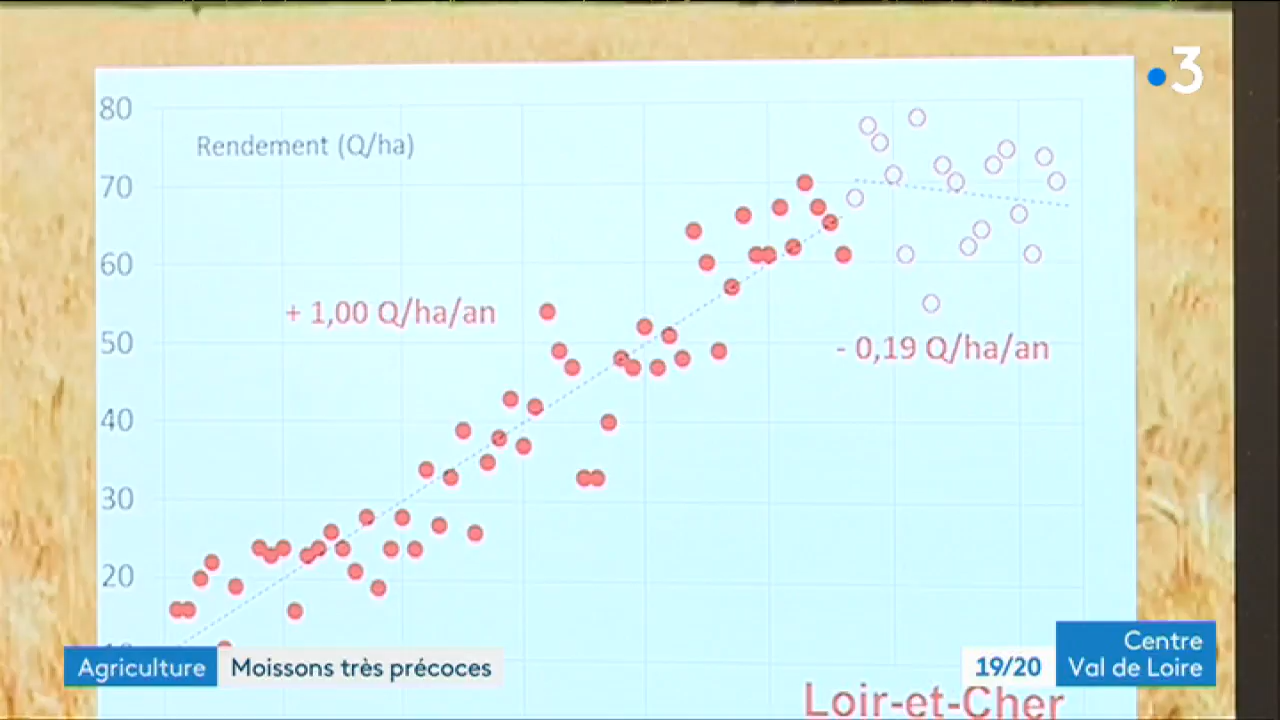 3
80
Rendement (Q/ha)
70
60
+ 1,00 Q/ha/an
50
- 0,19 Q/ha/an
40
30
20
Agriculture
Moissons très précoces
19/20
Centre
Val de Loire
Loir-et-Cher